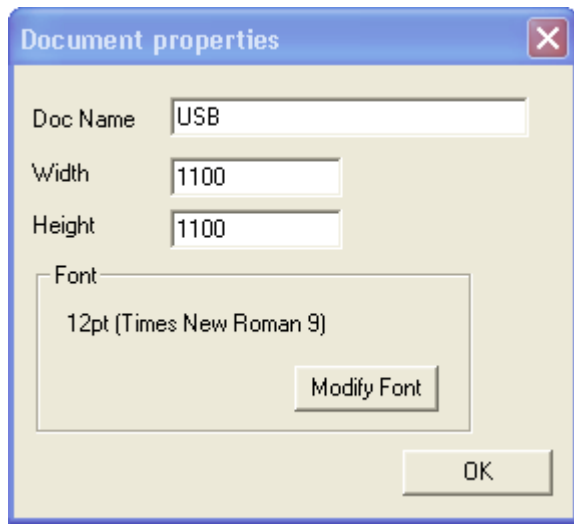 Document properties
Doc Name USB
Width 1100
Height 1100
Font
12pt (Times New Roman 9)
Modify Font
OK